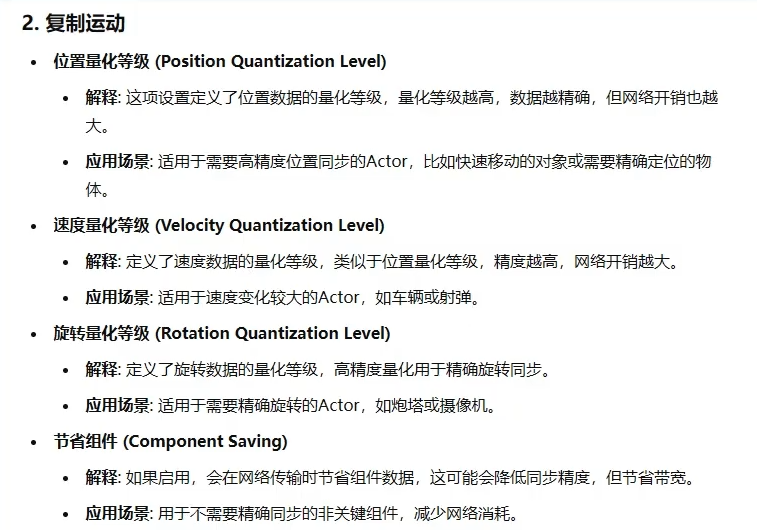 2. 复制运动
• 位置量化等级 (Position Quantization Level)
• 解释: 这项设置定义了位置数据的量化等级，量化等级越高，数据越精确，但网络开销也越
大。
• 应用场景: 适用于需要高精度位置同步的Actor，比如快速移动的对象或需要精确定位的物
体。
• 速度量化等级 (Velocity Quantization Level)
• 解释: 定义了速度数据的量化等级，类似于位置量化等级，精度越高，网络开销越大。
• 应用场景: 适用于速度变化较大的Actor，如车辆或射弹。
• 旋转量化等级 (Rotation Quantization Level)
• 解释: 定义了旋转数据的量化等级，高精度量化用于精确旋转同步。
• 应用场景: 适用于需要精确旋转的Actor，如炮塔或摄像机。
• 节省组件 (Component Saving)
• 解释: 如果启用，会在网络传输时节省组件数据，这可能会降低同步精度，但节省带宽。
• 应用场景: 用于不需要精确同步的非关键组件，减少网络消耗。